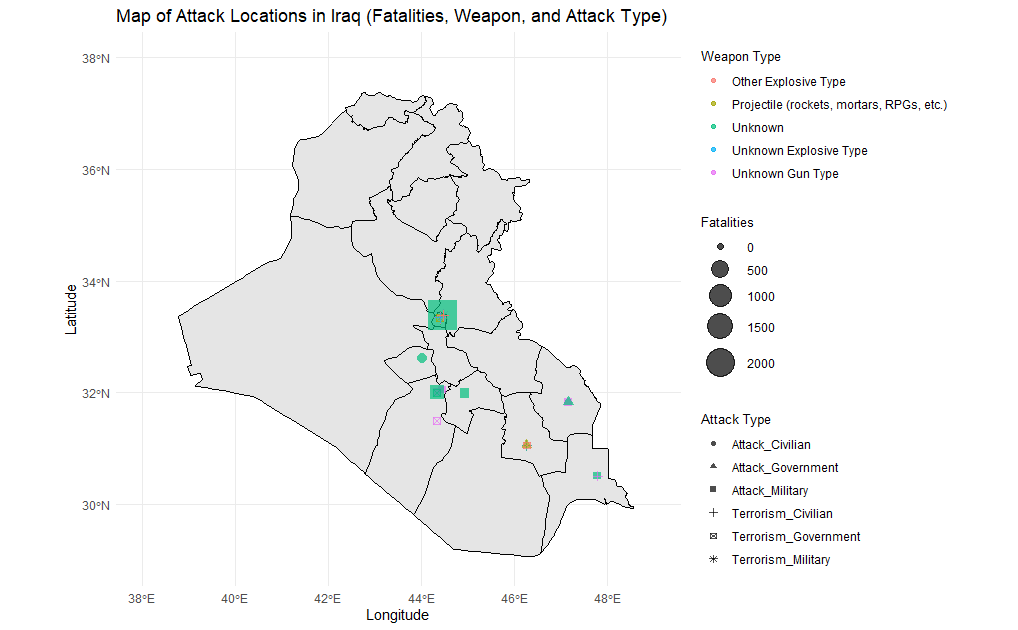 Map of Attack Locations in Iraq (Fatalities, Weapon, and Attack Type)
38°N
36°N
34°N
32°N
30°N
Latitude
38°E
40°E
42°E
44°E
46°E
48°E
Longitude
Weapon Type
Other Explosive Type
Projectile (rockets, mortars, RPGs, etc.)
Unknown
Unknown Explosive Type
Unknown Gun Type
Fatalities
0
500
1000
1500
2000
Attack Type
Attack_Civilian
Attack_Government
Attack_Military
Terrorism_Civilian
Terrorism_Government
Terrorism_Military